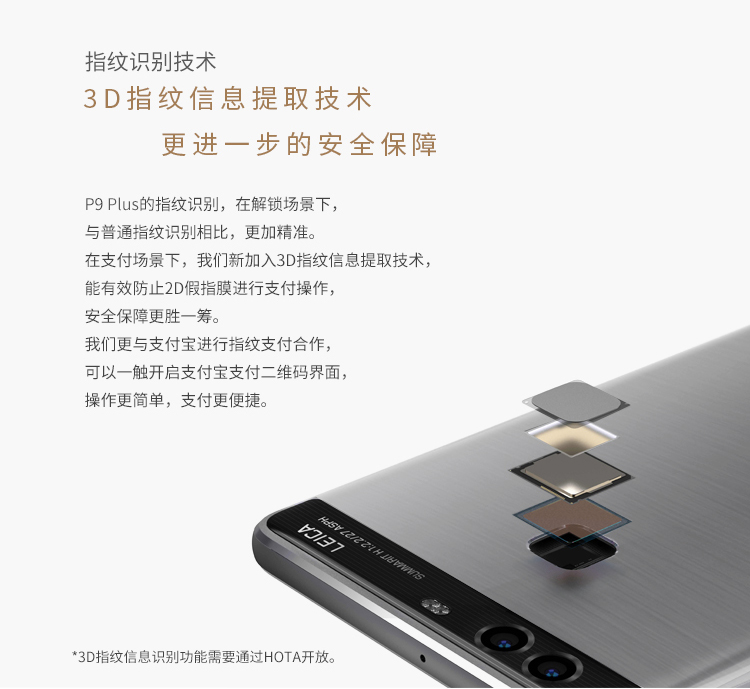 指纹识别技术
3D指纹信息提取技术
更进一步的安全保障
P9 Plus的指纹识别，在解锁场景下，
与普通指纹识别相比，更加精准。
在支付场景下，我们新加入3D指纹信息提取技术，
能有效防止2D假指膜进行支付操作，
安全保障更胜一筹。
我们更与支付宝进行指纹支付合作，
可以一触开启支付宝支付二维码界面，
操作更简单，支付更便捷。
LEICA
SUMMARIT H 1:2.2/27 ASPH
*3D指纹信息识别功能需要通过HOTA开放。